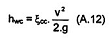 h_wc = ξ_cc. v²/2.g (A.12)